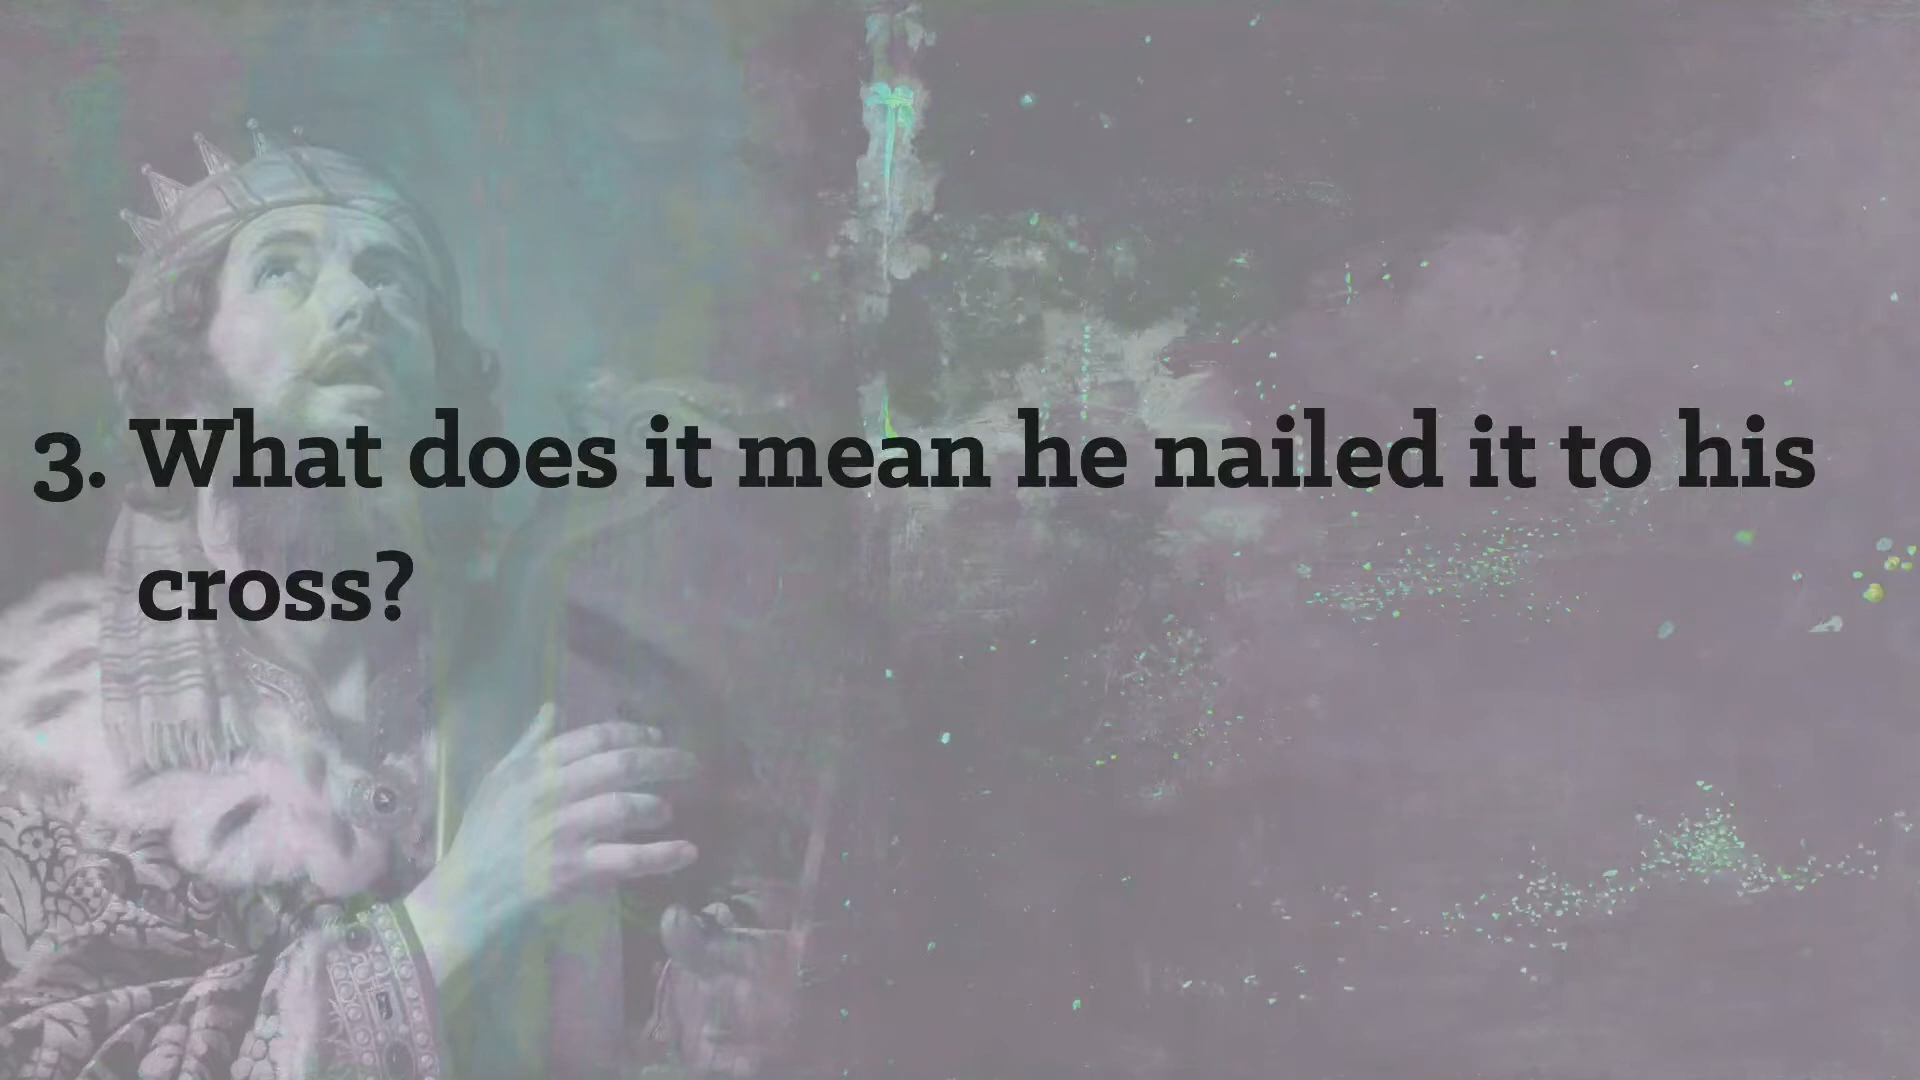 3. What does it mean he nailed it to his
cross?